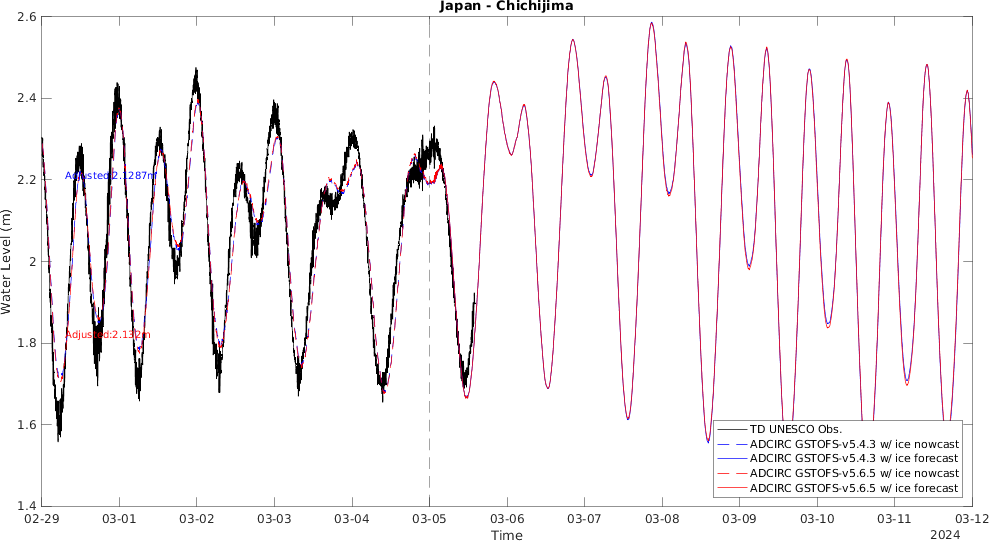 Japan - Chichijima
Water Level (m)
2.6
2.4
2.2
2
1.8
1.6
1.4
Adjusted:2.1287m
Adjusted:2.132m
TD UNESCO Obs.
ADCIRC GSTOFS-v5.4.3 w/ ice nowcast
ADCIRC GSTOFS-v5.4.3 w/ ice forecast
ADCIRC GSTOFS-v5.6.5 w/ ice nowcast
ADCIRC GSTOFS-v5.6.5 w/ ice forecast
02-29 03-01 03-02 03-03 03-04 03-05 03-06 03-07 03-08 03-09 03-10 03-11 03-12
Time
2024